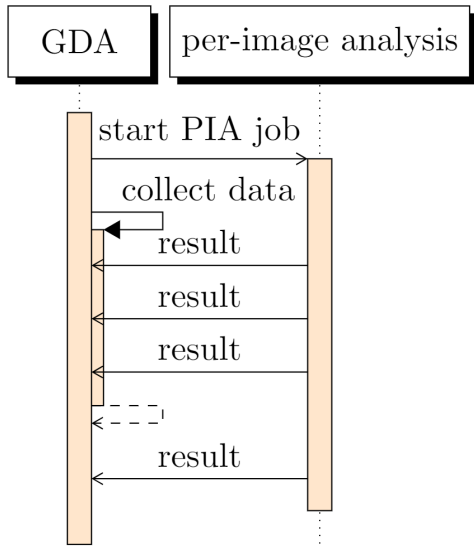 GDA
per-image analysis
start PIA job
collect data
result
result
result
result